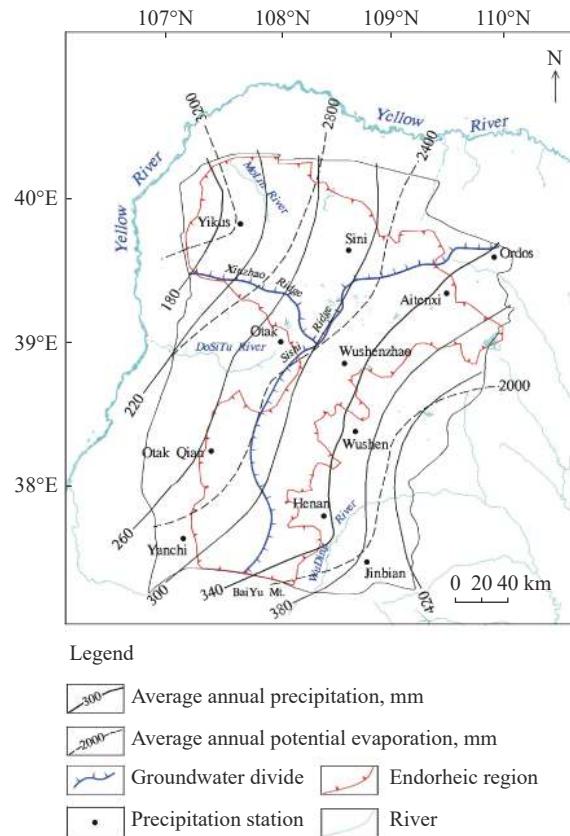 107°N 108°N 109°N 110°N
N
3200
2800
2400
Yellow River
MoLin River
40°E
Yellow River
Yikus
Sini
Ordos
Xinzhao Ridge
180
Aitenxi
39°E
Otak
Sishi Ridge
DoSiTu River
Wushenzhao
220
2000
Otak Qian
Wushen
38°E
Henan
260
Yanchi
WuDing River
Jinbian
0 20 40 km
300
340
BaiYu Mt.
380
420
Legend
300 Average annual precipitation, mm
2000 Average annual potential evaporation, mm
Groundwater divide Endorheic region
Precipitation station River